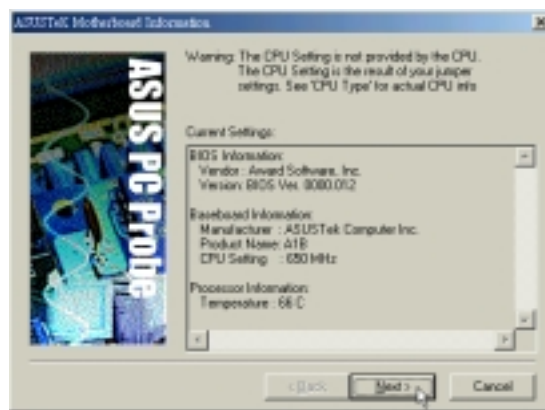 ASUSTeK Motherboard Information
ASUS PC Probe
Warning: The CPU Setting is not provided by the CPU.
The CPU Setting is the result of your jumper
settings. See 'CPU Type' for actual CPU info
Current Settings:
BIOS Information:
Vendor : Award Software, Inc.
Version: BIOS Ver. 0080.012
Baseboard Information:
Manufacturer : ASUSTek Computer Inc.
Product Name: A1B
CPU Setting : 650 MHz
Processor Information:
Temperature : 66 C
< Back
Next >
Cancel